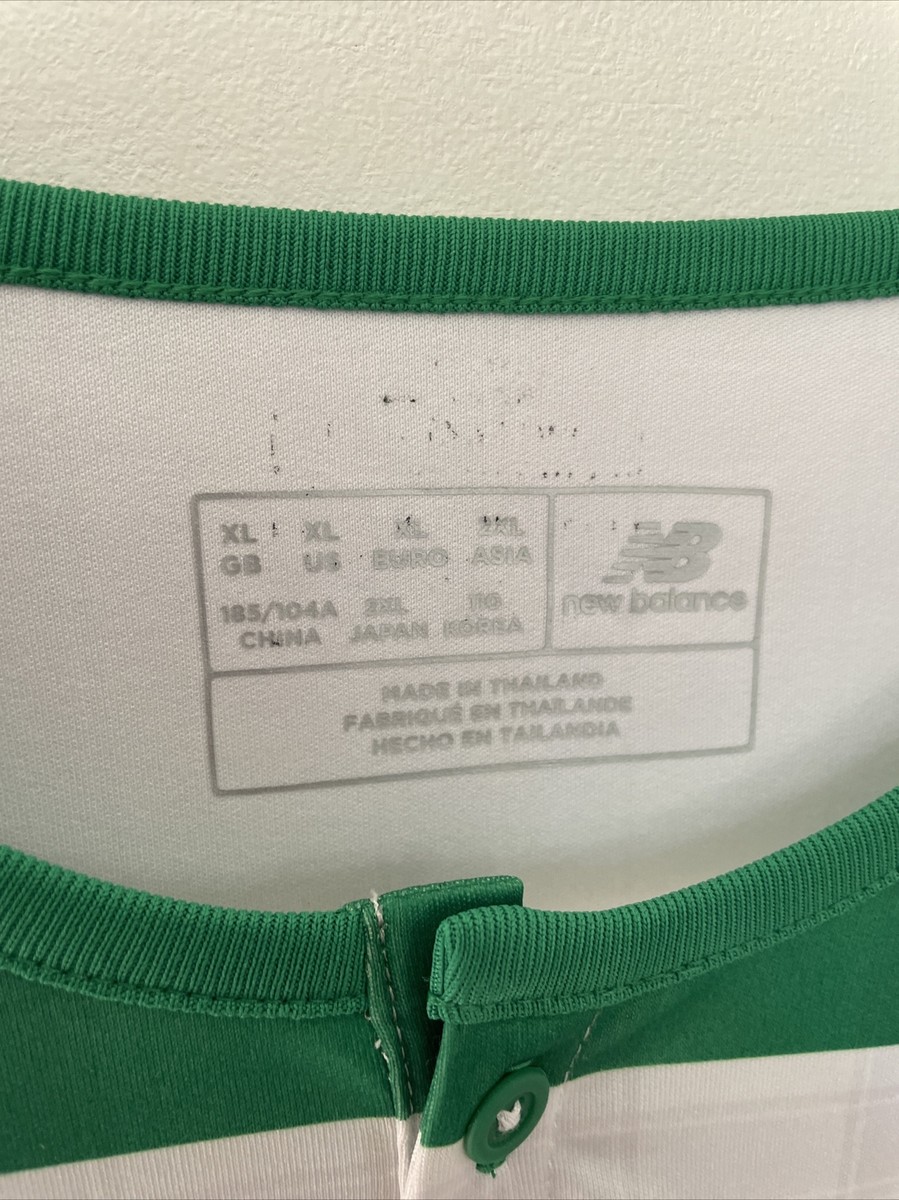 XL XL XL 2XL
GB US EURO ASIA
185/104A 2XL 110
CHINA JAPAN KOREA
NB
new balance
MADE IN THAILAND
FABRIQUÉ EN THAILANDE
HECHO EN TAILANDIA